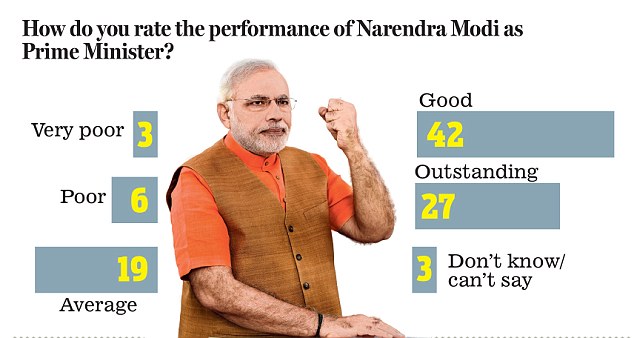 How do you rate the performance of Narendra Modi as
Prime Minister?
Very poor 3
Poor 6
19
Average
Good
42
Outstanding
27
3 Don't know/
can't say